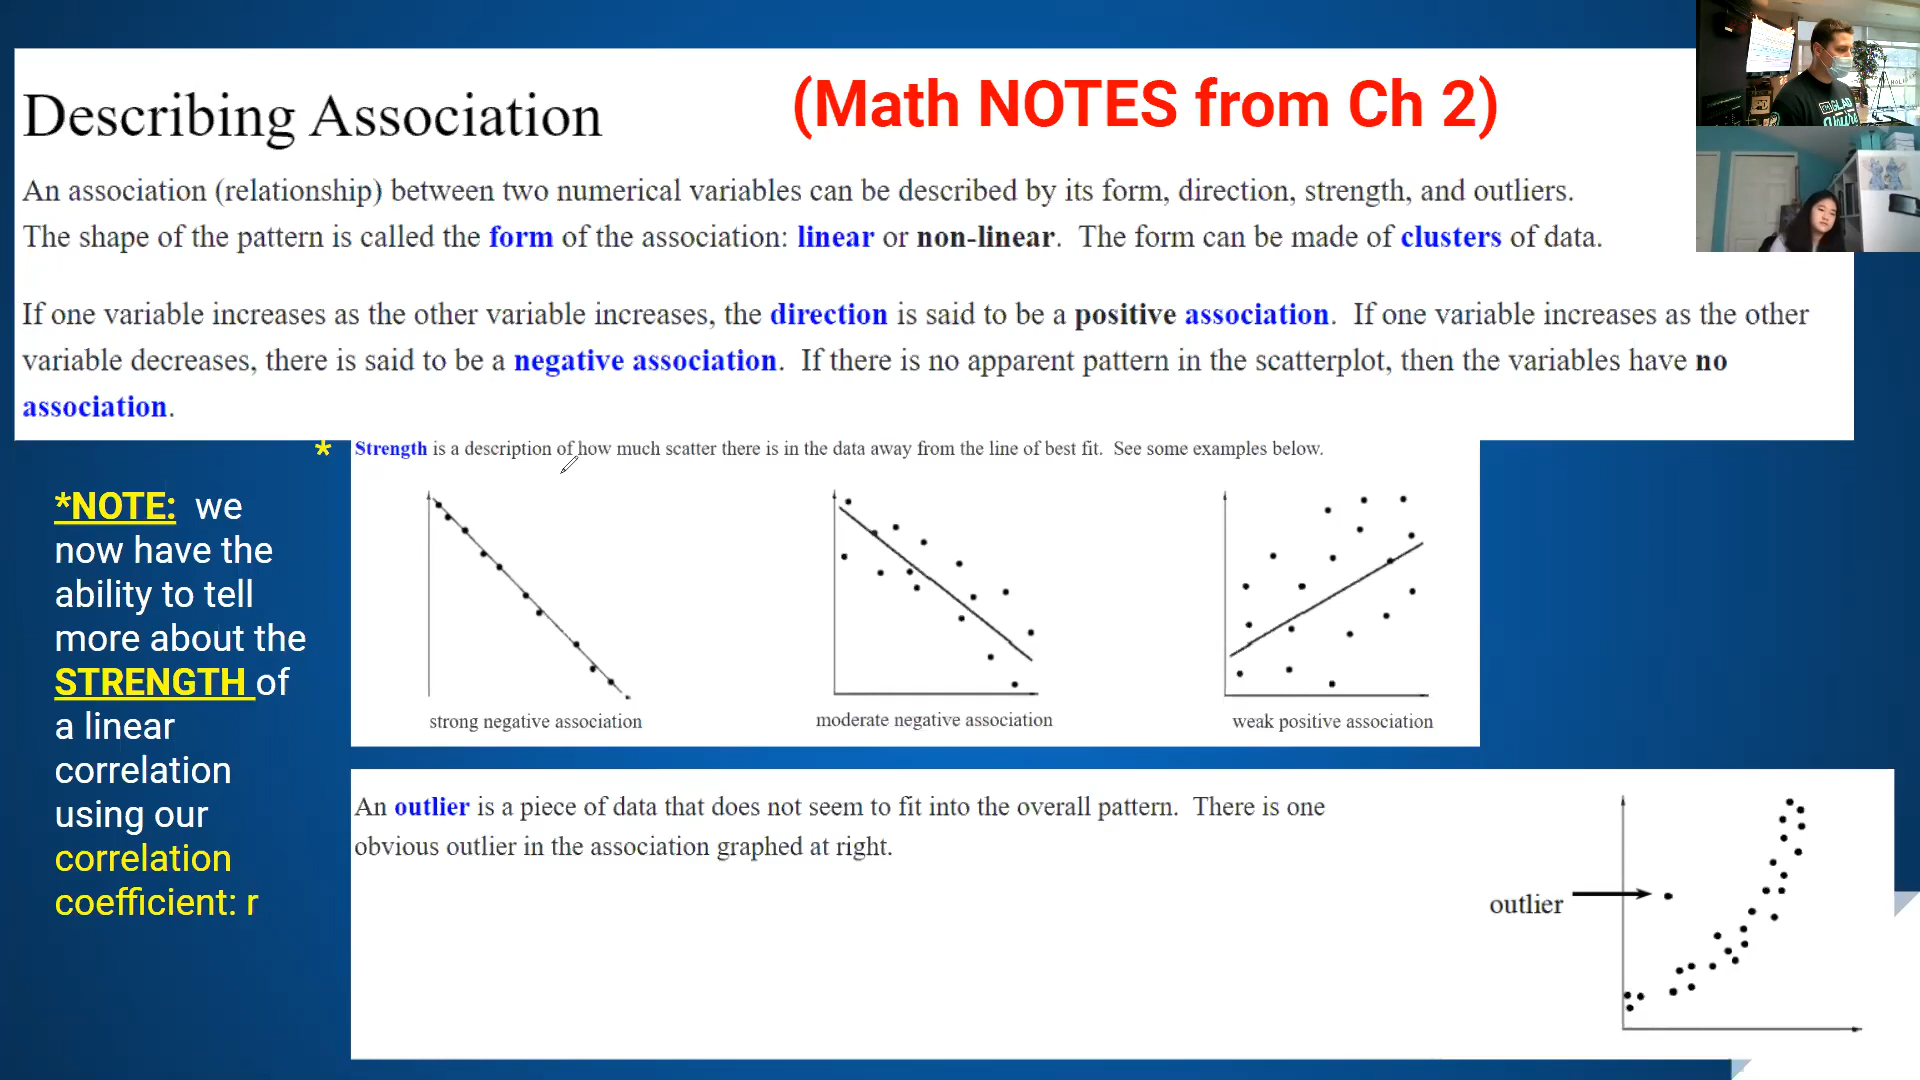 Describing Association
(Math NOTES from Ch 2)
An association (relationship) between two numerical variables can be described by its form, direction, strength, and outliers.
The shape of the pattern is called the form of the association: linear or non-linear. The form can be made of clusters of data.
If one variable increases as the other variable increases, the direction is said to be a positive association. If one variable increases as the other
variable decreases, there is said to be a negative association. If there is no apparent pattern in the scatterplot, then the variables have no
association.
* Strength is a description of how much scatter there is in the data away from the line of best fit. See some examples below.
*NOTE: we
now have the
ability to tell
more about the
STRENGTH of
a linear
correlation
using our
correlation
coefficient: r
strong negative association
moderate negative association
weak positive association
An outlier is a piece of data that does not seem to fit into the overall pattern. There is one
obvious outlier in the association graphed at right.
outlier